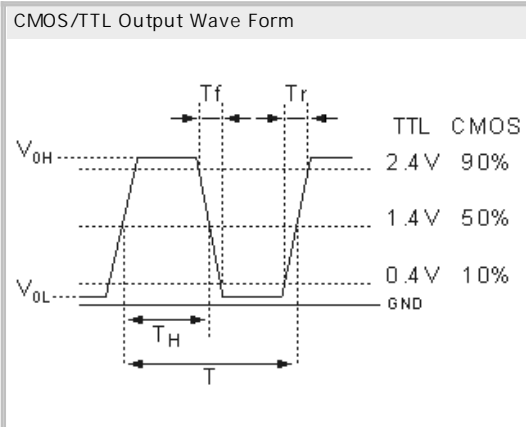 CMOS/TTL Output Wave Form
Tf Tr
TTL CMOS
V0H
2.4V 90%
1.4V 50%
0.4V 10%
V0L
GND
TH
T